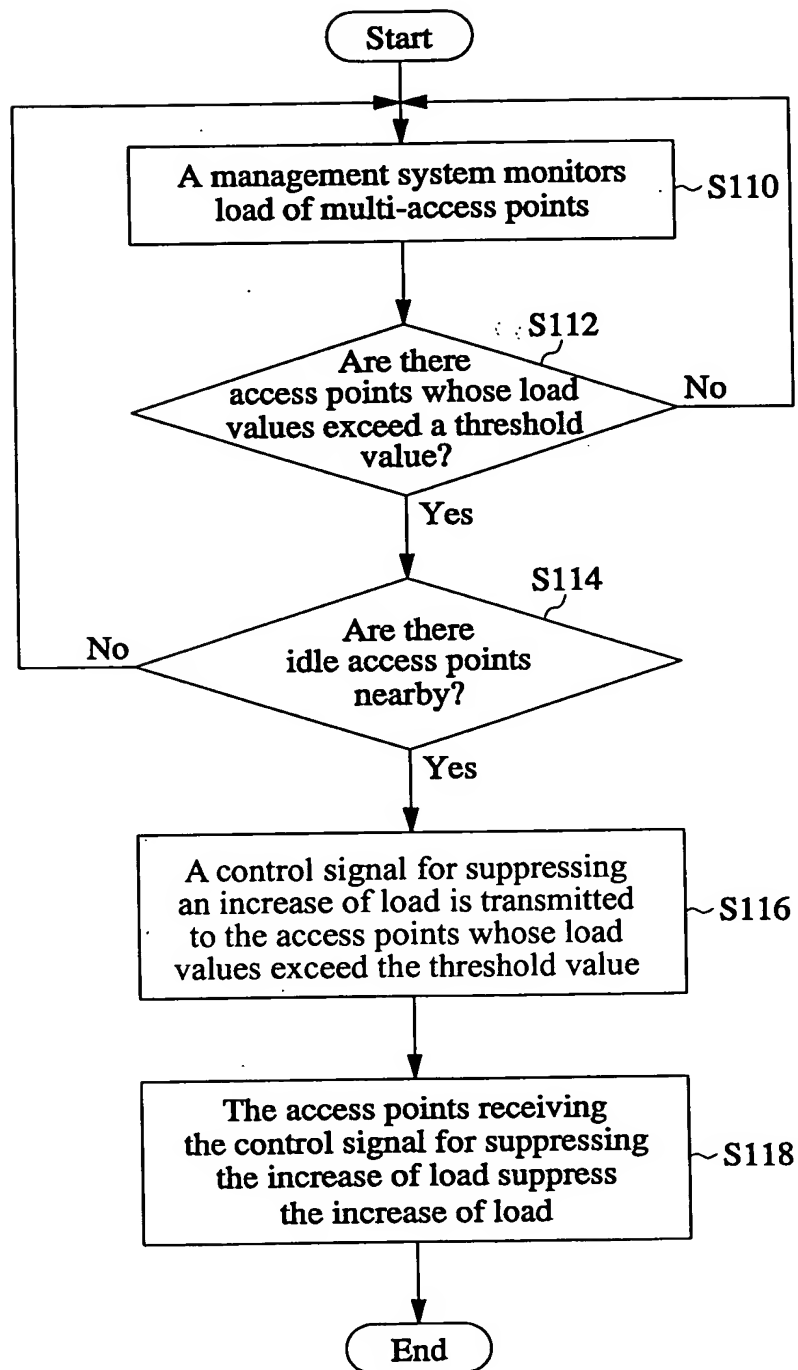 Start
A management system monitors
load of multi-access points
S110
S112
Are there
access points whose load
values exceed a threshold
value?
No
Yes
S114
Are there
idle access points
nearby?
No
Yes
A control signal for suppressing
an increase of load is transmitted
to the access points whose load
values exceed the threshold value
S116
The access points receiving
the control signal for suppressing
the increase of load suppress
the increase of load
S118
End